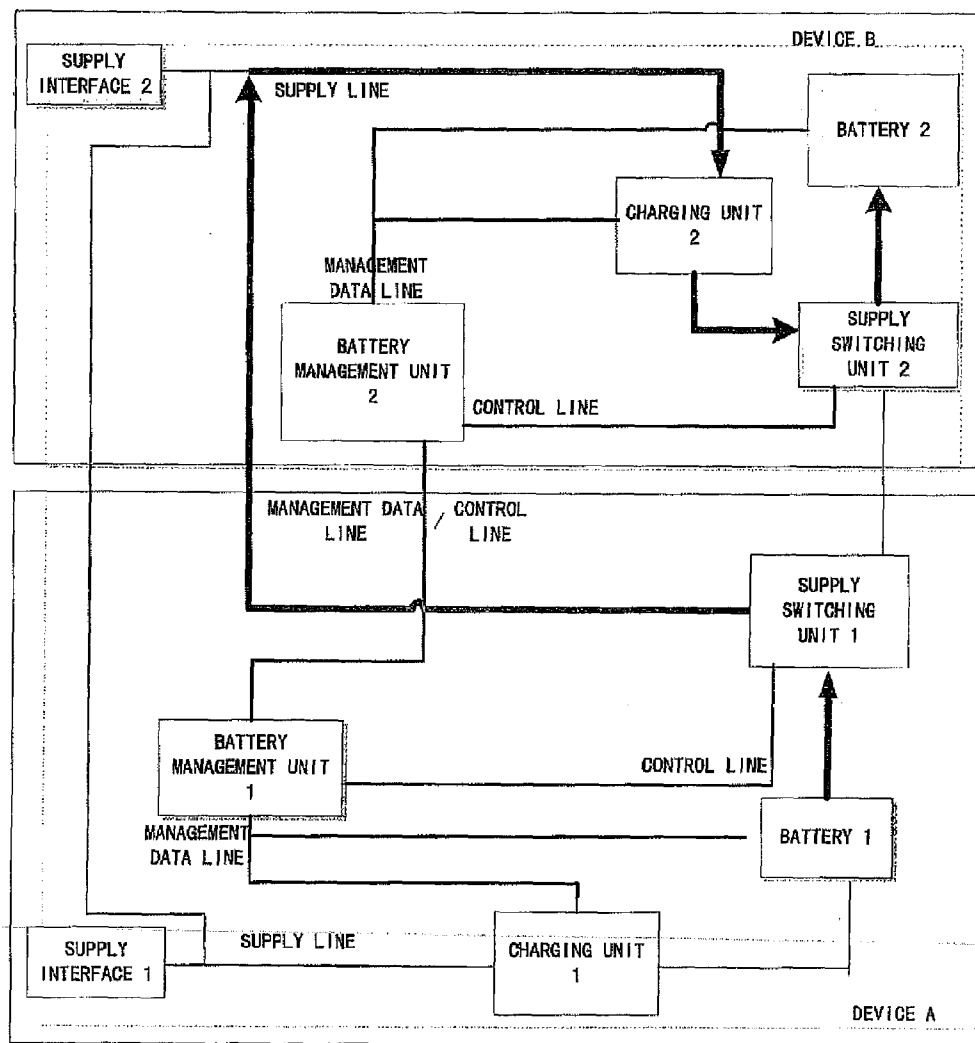 DEVICE B
SUPPLY
INTERFACE 2
SUPPLY LINE
BATTERY 2
CHARGING UNIT
2
MANAGEMENT
DATA LINE
BATTERY
MANAGEMENT UNIT
2
SUPPLY
SWITCHING
UNIT 2
CONTROL LINE
MANAGEMENT DATA / CONTROL
LINE LINE
SUPPLY
SWITCHING
UNIT 1
BATTERY
MANAGEMENT UNIT
1
CONTROL LINE
MANAGEMENT
DATA LINE
BATTERY 1
SUPPLY
INTERFACE 1
SUPPLY LINE
CHARGING UNIT
1
DEVICE A